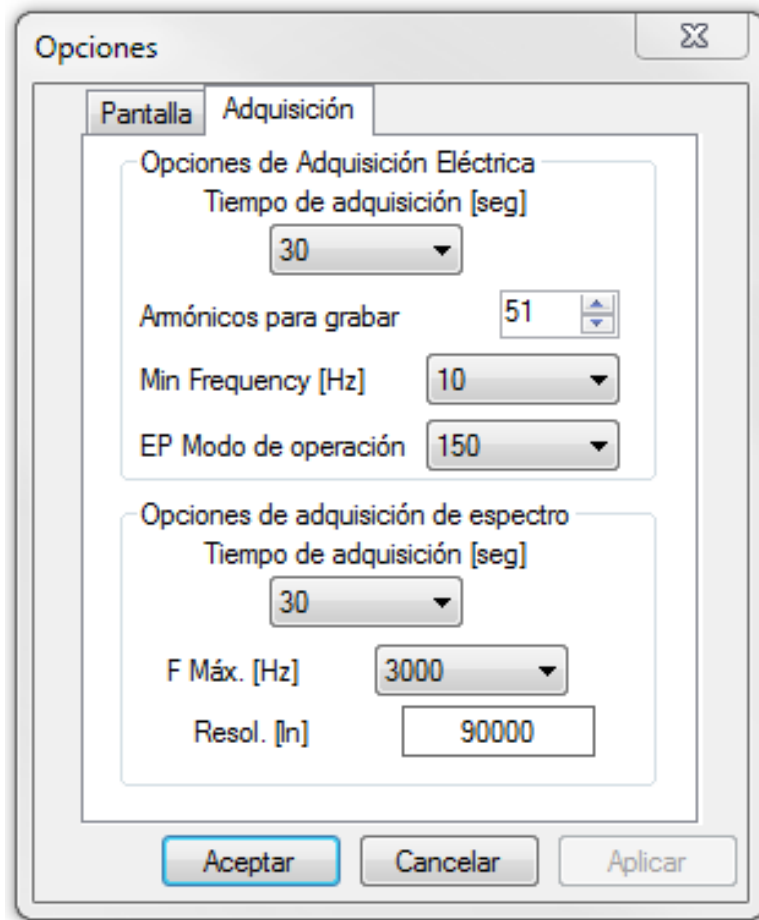 Opciones
Pantalla Adquisición
Opciones de Adquisición Eléctrica
Tiempo de adquisición [seg]
30
Armónicos para grabar 51
Min Frequency [Hz] 10
EP Modo de operación 150
Opciones de adquisición de espectro
Tiempo de adquisición [seg]
30
F Máx. [Hz] 3000
Resol. [ln] 90000
Aceptar Cancelar Aplicar